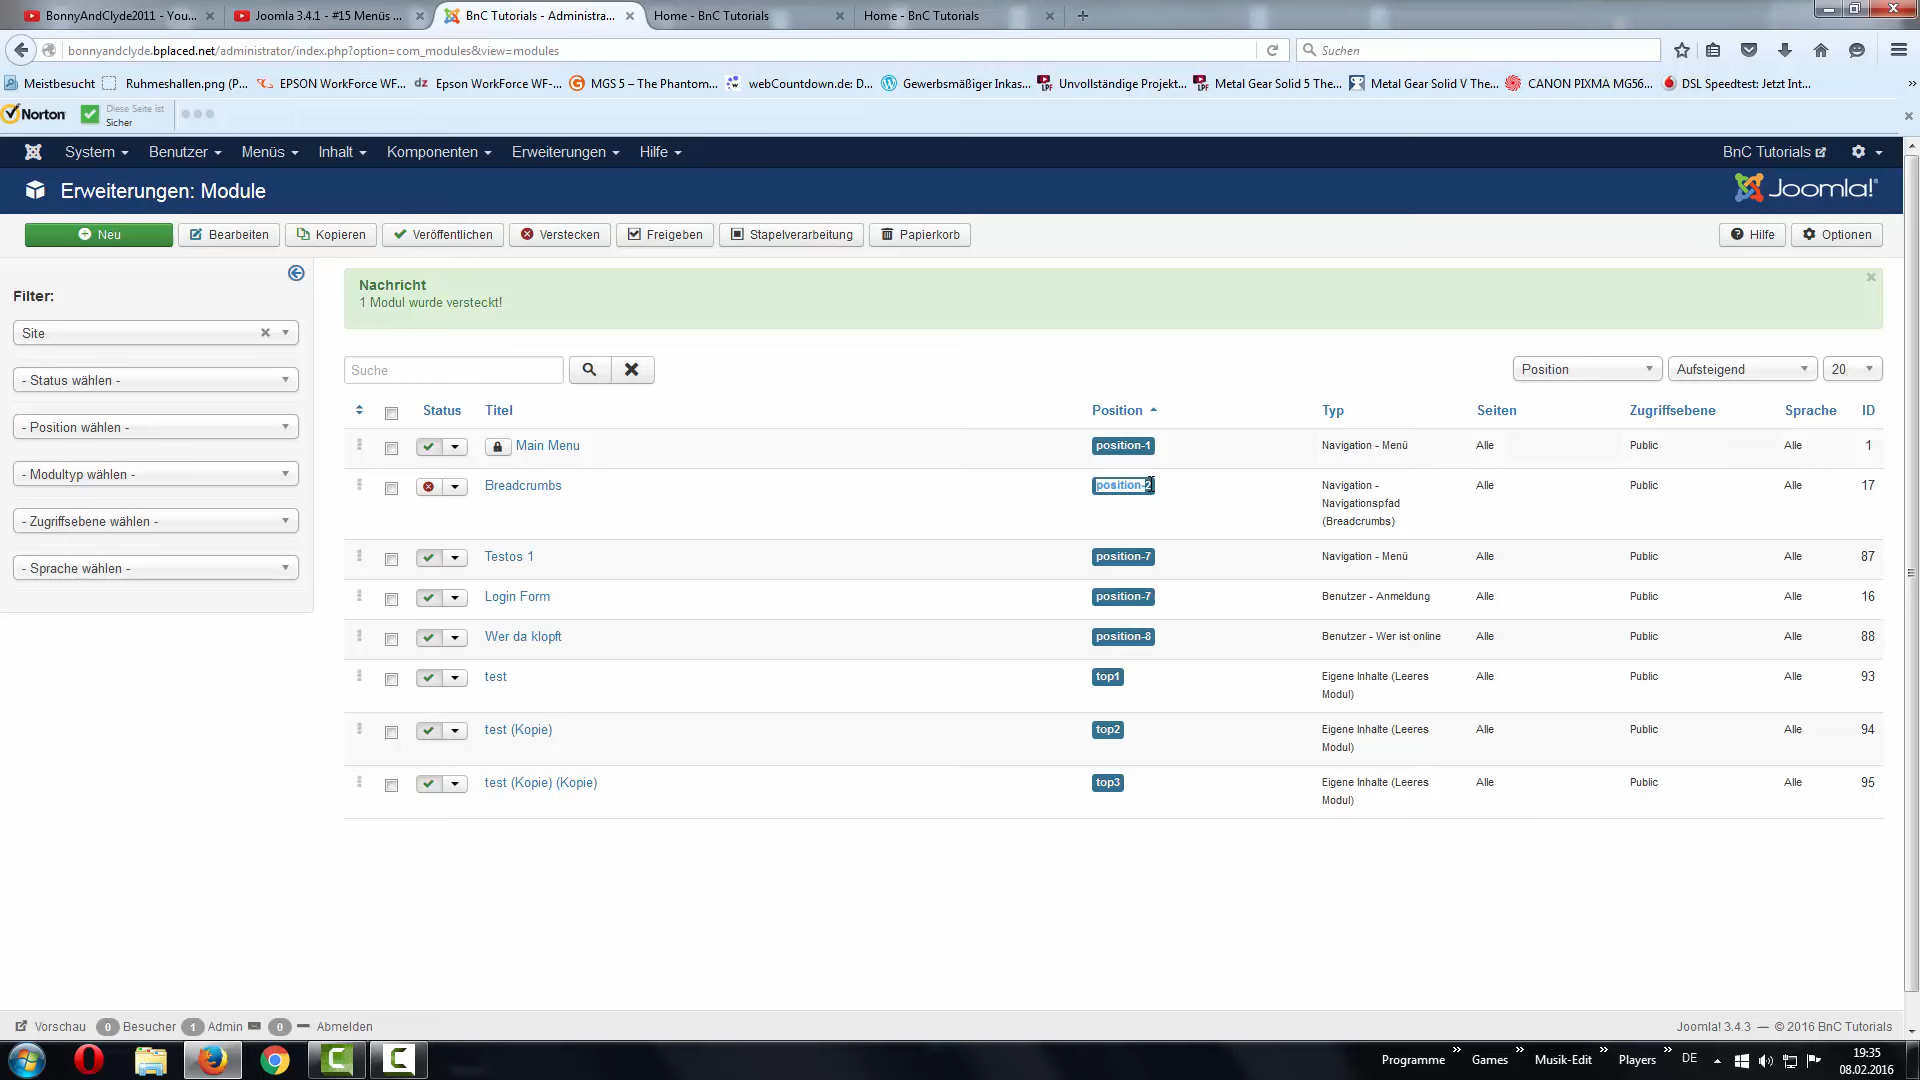 BonnyAndClyde2011 - You...
Joomla 3.4.1 - #15 Menüs ...
BnC Tutorials - Administra...
Home - BnC Tutorials
Home - BnC Tutorials
bonnyandclyde.bplaced.net/administrator/index.php?option=com_modules&view=modules
Suchen
Meistbesucht
Ruhmeshallen.png (P...
EPSON WorkForce WF...
Epson WorkForce WF-...
MGS 5 – The Phantom...
webCountdown.de: D...
Gewerbsmäßiger Inkas...
Unvollständige Projekt...
Metal Gear Solid 5 The...
Metal Gear Solid V The...
CANON PIXMA MG56...
DSL Speedtest: Jetzt Int...
Norton
Diese Seite ist
Sicher
System
Benutzer
Menüs
Inhalt
Komponenten
Erweiterungen
Hilfe
BnC Tutorials
Erweiterungen: Module
Joomla!
Neu
Bearbeiten
Kopieren
Veröffentlichen
Verstecken
Freigeben
Stapelverarbeitung
Papierkorb
Hilfe
Optionen
Filter:
Site
- Status wählen -
- Position wählen -
- Modultyp wählen -
- Zugriffsebene wählen -
- Sprache wählen -
Nachricht
1 Modul wurde versteckt!
Suche
Position
Aufsteigend
20
Status Titel Position Typ Seiten Zugriffsebene Sprache ID
Main Menu position-1 Navigation - Menü Alle Public Alle 1
Breadcrumbs position-2 Navigation - Alle Public Alle 17
Navigationspfad
(Breadcrumbs)
Testos 1 position-7 Navigation - Menü Alle Public Alle 87
Login Form position-7 Benutzer - Anmeldung Alle Public Alle 16
Wer da klopft position-8 Benutzer - Wer ist online Alle Public Alle 88
test top1 Eigene Inhalte (Leeres Alle Public Alle 93
Modul)
test (Kopie) top2 Eigene Inhalte (Leeres Alle Public Alle 94
Modul)
test (Kopie) (Kopie) top3 Eigene Inhalte (Leeres Alle Public Alle 95
Modul)
Vorschau 0 Besucher 1 Admin 0 Abmelden
Joomla! 3.4.3 — © 2016 BnC Tutorials
Programme
Games
Musik-Edit
Players
DE
19:35
08.02.2016